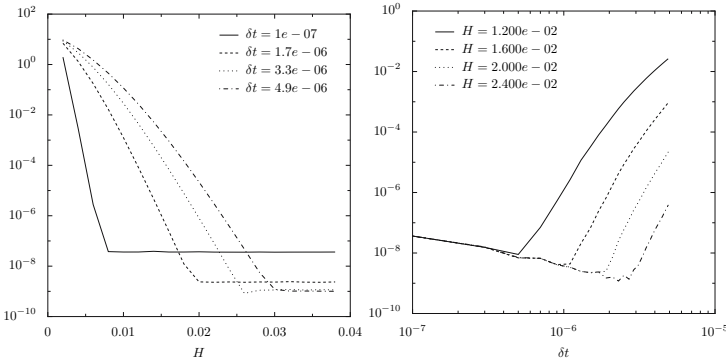 10^2
10^0
10^−2
10^−4
10^−6
10^−8
10^−10
0
0.01
0.02
0.03
0.04
H
δt = 1e − 07
δt = 1.7e − 06
δt = 3.3e − 06
δt = 4.9e − 06
10^0
10^−2
10^−4
10^−6
10^−8
10^−10
10^−7
10^−6
10^−5
δt
H = 1.200e − 02
H = 1.600e − 02
H = 2.000e − 02
H = 2.400e − 02